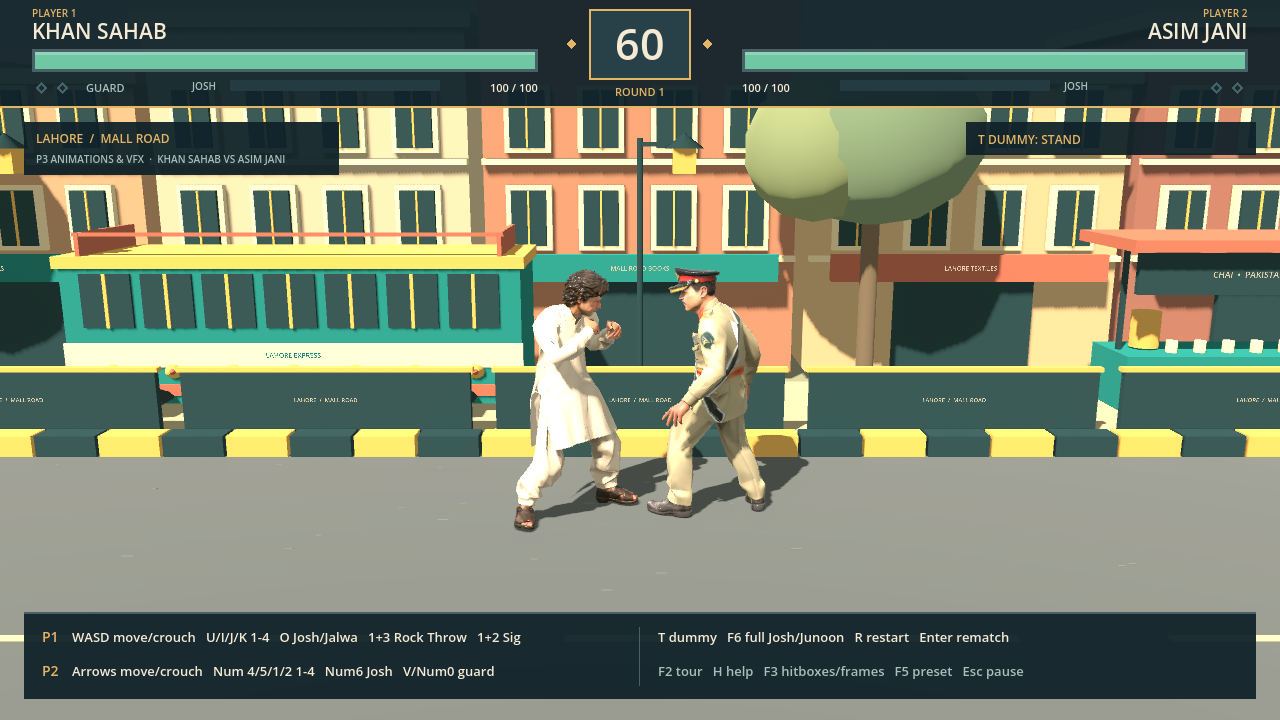 PLAYER 1
KHAN SAHAB
60
PLAYER 2
ASIM JANI
GUARD
JOSH
100 / 100
ROUND 1
100 / 100
JOSH
LAHORE / MALL ROAD
P3 ANIMATIONS & VFX · KHAN SAHAB VS ASIM JANI
T DUMMY: STAND
MALL ROAD BOOKS
LAHORE TEXTILES
CHAI • PAKISTA
LAHORE EXPRESS
/ MALL ROAD
LAHORE / MALL ROAD
LAHORE / MALL ROAD
LAHORE / MALL ROAD
LAHORE / MAL
P1 WASD move/crouch U/I/J/K 1-4 O Josh/Jalwa 1+3 Rock Throw 1+2 Sig
P2 Arrows move/crouch Num 4/5/1/2 1-4 Num6 Josh V/Num0 guard
T dummy F6 full Josh/Junoon R restart Enter rematch
F2 tour H help F3 hitboxes/frames F5 preset Esc pause